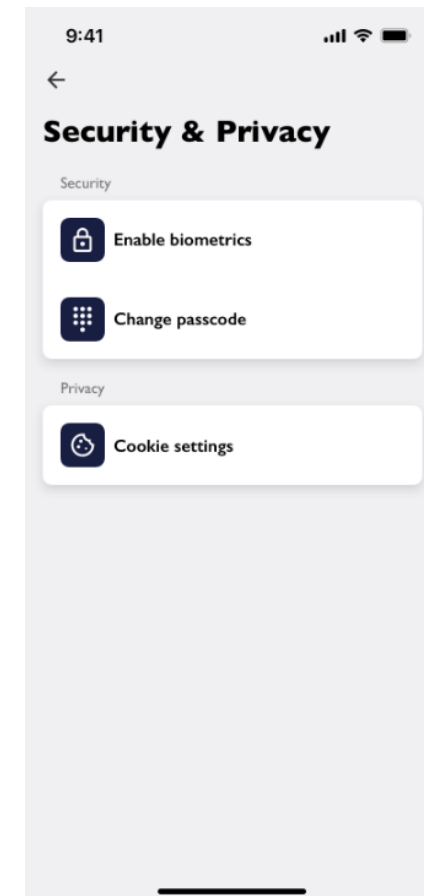 9:41
Security & Privacy
Security
Enable biometrics
Change passcode
Privacy
Cookie settings